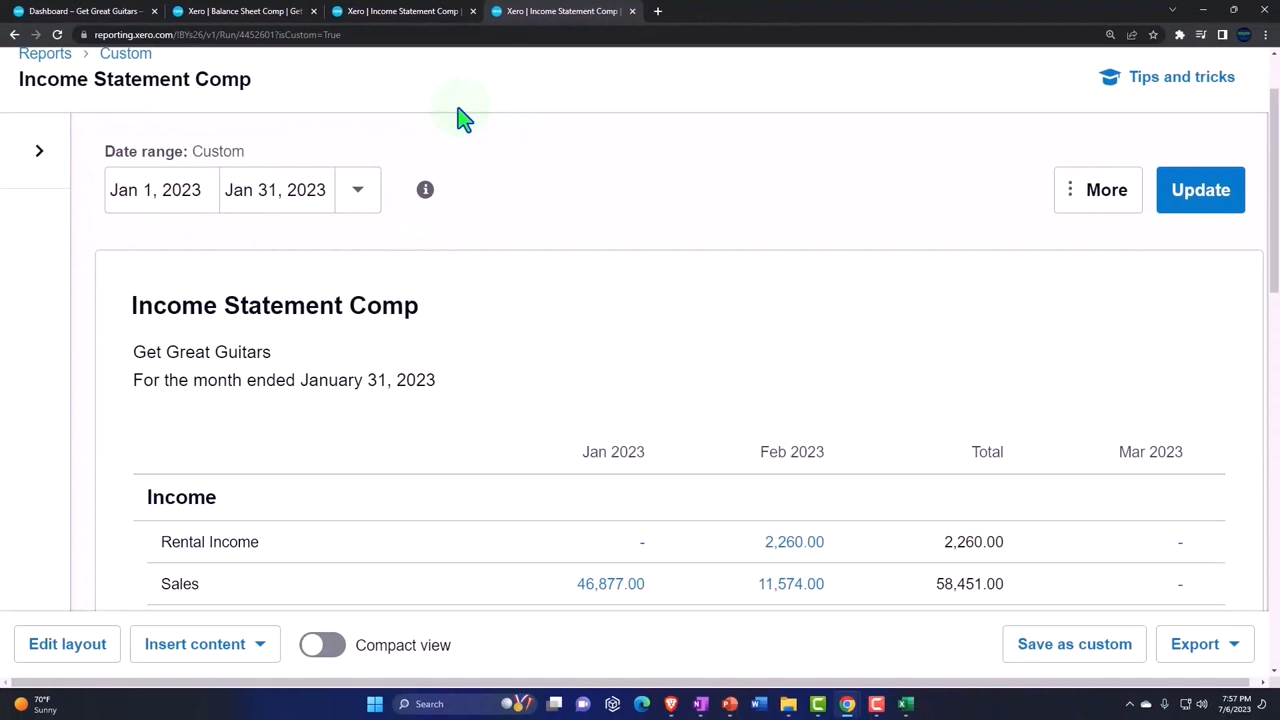 Dashboard – Get Great Guitars —
Xero | Balance Sheet Comp | Get
Xero | Income Statement Comp |
Xero | Income Statement Comp |
reporting.xero.com/!BYs26/v1/Run/4452601?isCustom=True
Reports > Custom
Income Statement Comp
Tips and tricks
Date range: Custom
Jan 1, 2023 Jan 31, 2023
More Update
Income Statement Comp
Get Great Guitars
For the month ended January 31, 2023
Jan 2023 Feb 2023 Total Mar 2023
Income
Rental Income - 2,260.00 2,260.00 -
Sales 46,877.00 11,574.00 58,451.00 -
Edit layout Insert content Compact view Save as custom Export
70°F
Sunny
Search
7:57 PM
7/6/2023